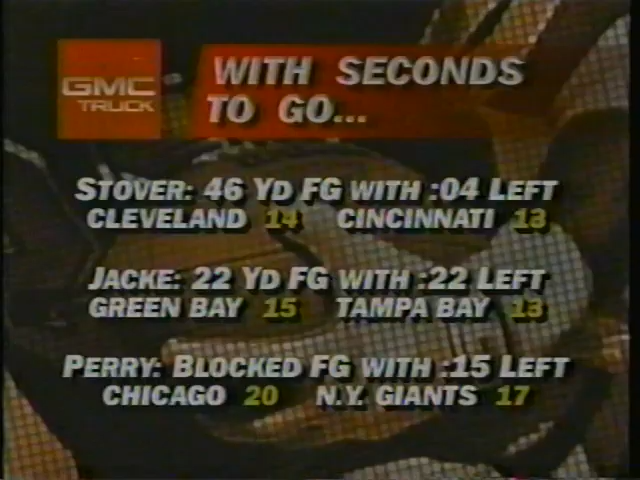 GMC
TRUCK
WITH SECONDS
TO GO...
STOVER: 46 YD FG WITH :04 LEFT
CLEVELAND 14 CINCINNATI 13
JACKE: 22 YD FG WITH :22 LEFT
GREEN BAY 15 TAMPA BAY 13
PERRY: BLOCKED FG WITH :15 LEFT
CHICAGO 20 N.Y. GIANTS 17